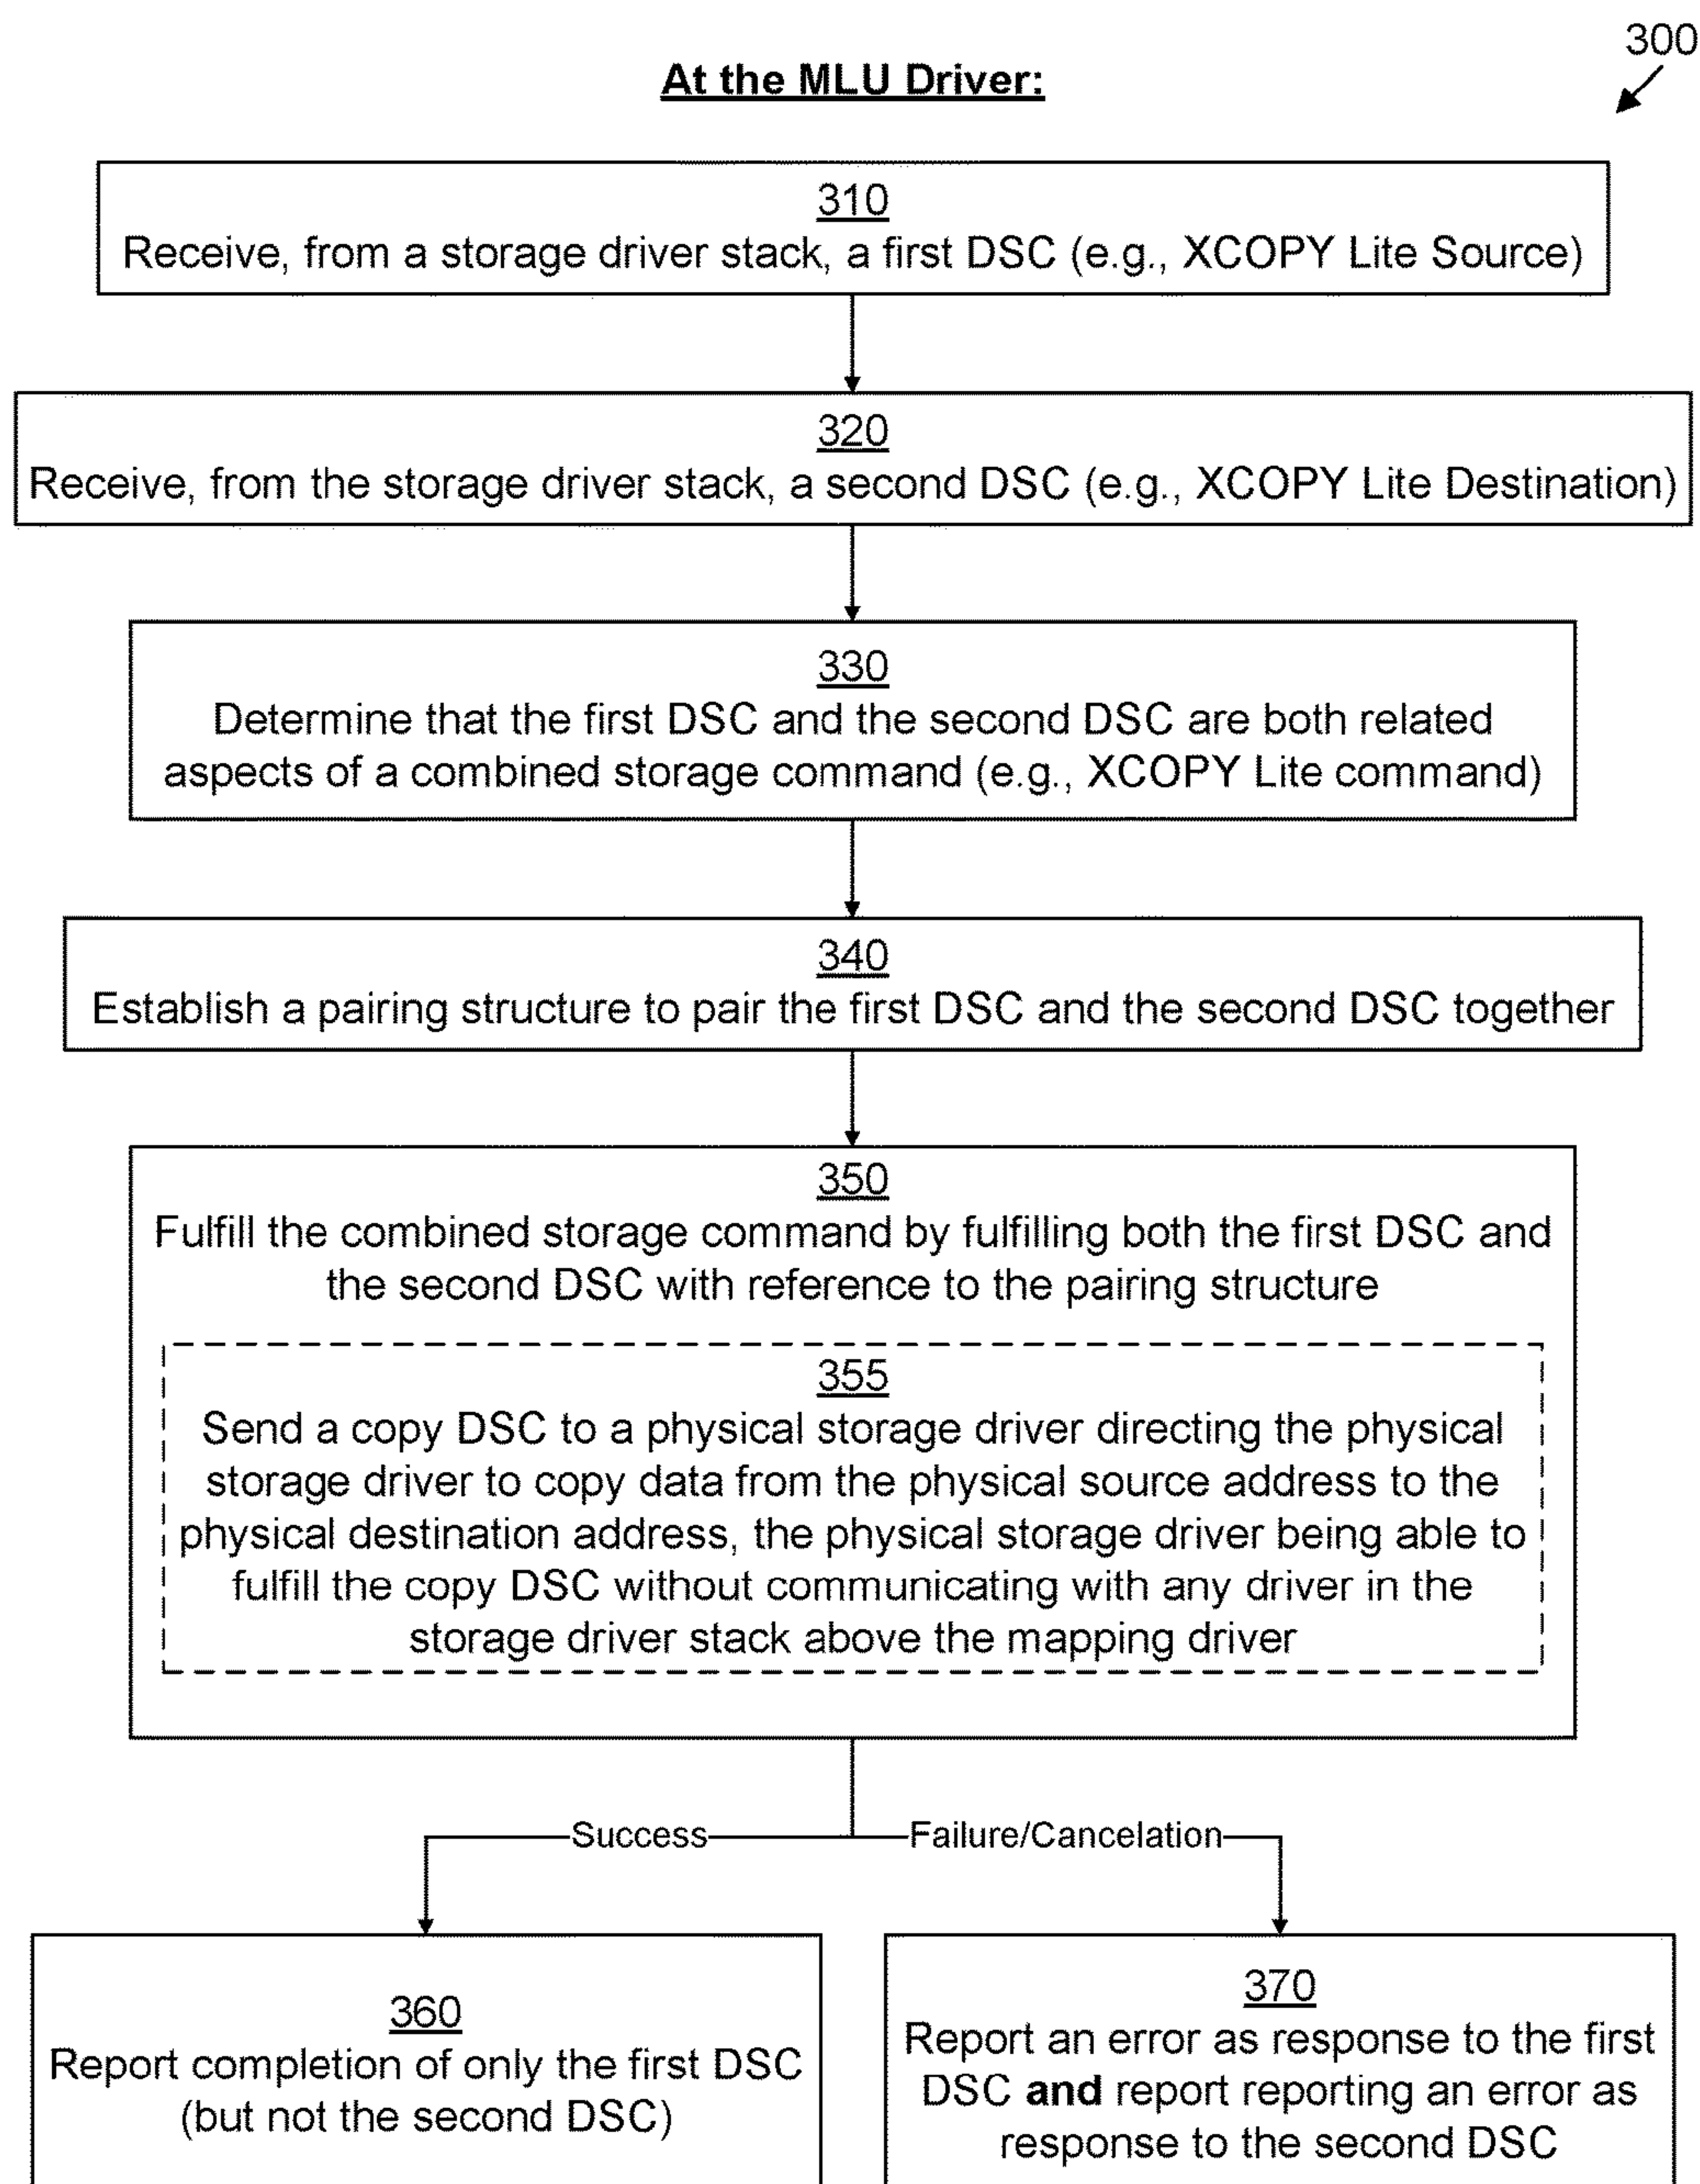 300
At the MLU Driver:
310
Receive, from a storage driver stack, a first DSC (e.g., XCOPY Lite Source)
320
Receive, from the storage driver stack, a second DSC (e.g., XCOPY Lite Destination)
330
Determine that the first DSC and the second DSC are both related
aspects of a combined storage command (e.g., XCOPY Lite command)
340
Establish a pairing structure to pair the first DSC and the second DSC together
350
Fulfill the combined storage command by fulfilling both the first DSC and
the second DSC with reference to the pairing structure
355
Send a copy DSC to a physical storage driver directing the physical
storage driver to copy data from the physical source address to the
physical destination address, the physical storage driver being able to
fulfill the copy DSC without communicating with any driver in the
storage driver stack above the mapping driver
Success
Failure/Cancelation
360
Report completion of only the first DSC
(but not the second DSC)
370
Report an error as response to the first
DSC and report reporting an error as
response to the second DSC